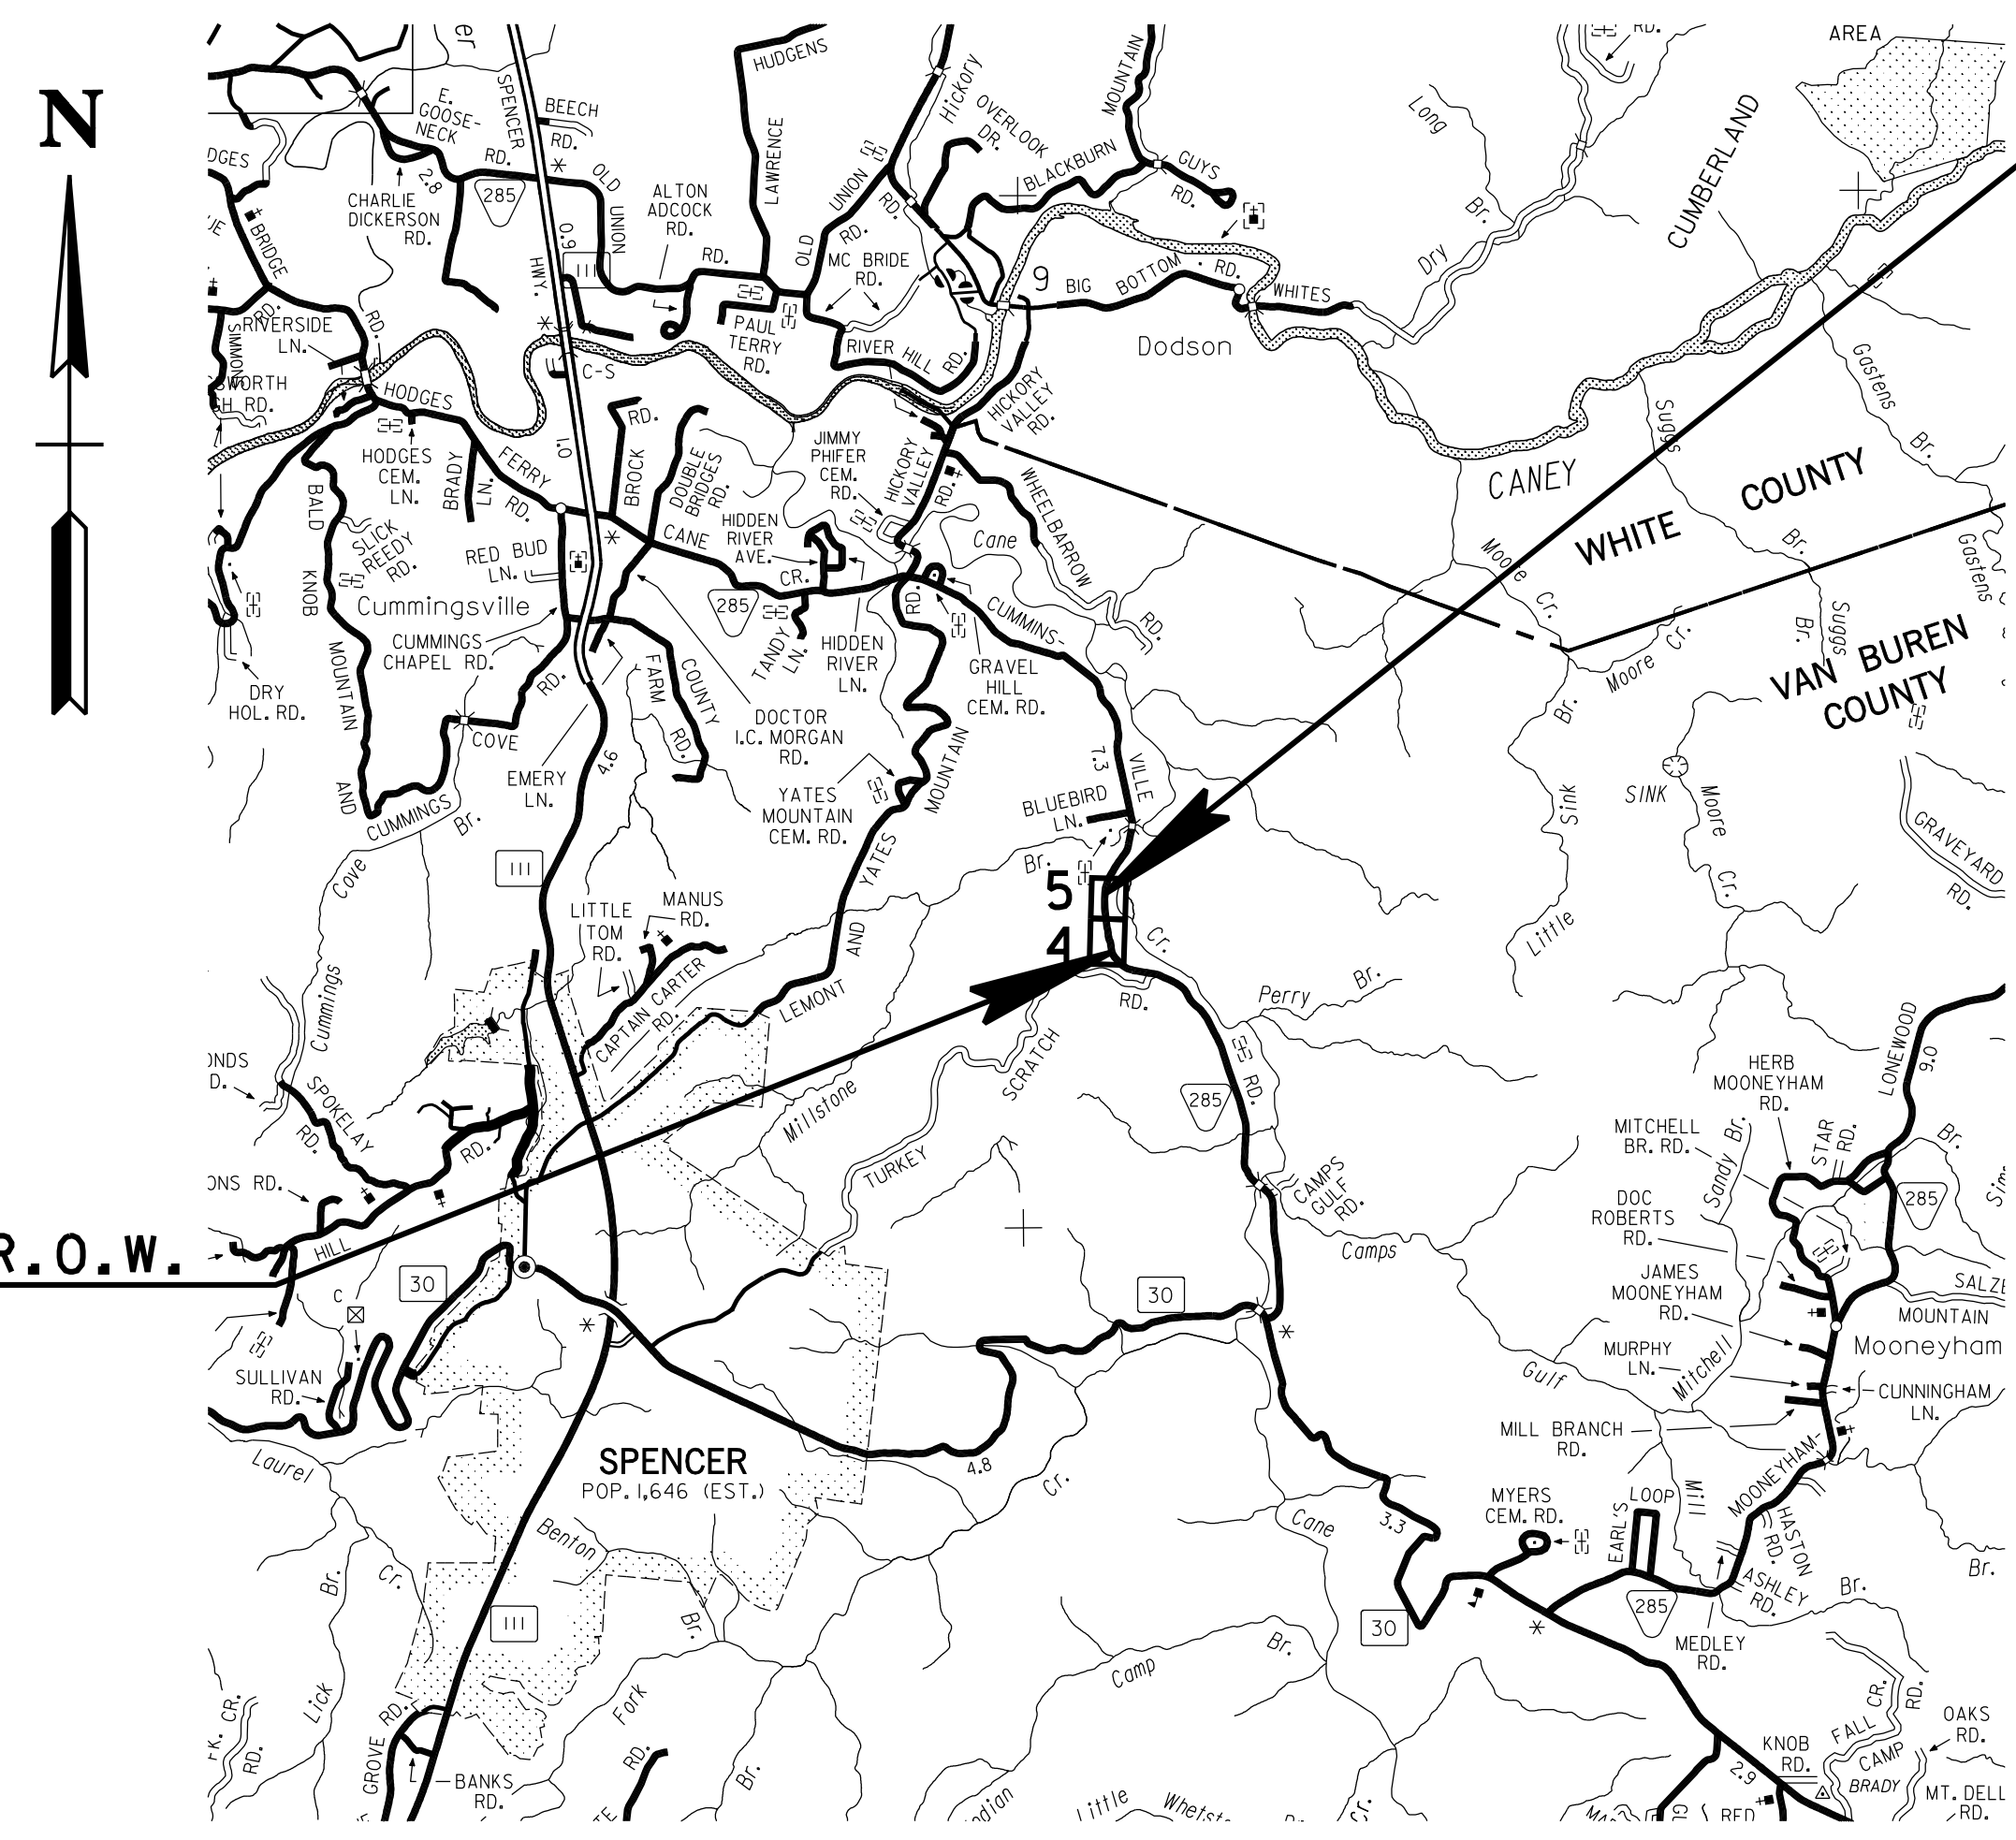 N
R.O.W.
AREA
RD.
HUDGENS
SPENCER
HWY.
BEECH
RD.
E.
GOOSE-
NECK
RD.
2.8
285
OLD
UNION
0.9
111
CHARLIE
DICKERSON
RD.
ALTON
ADCOCK
RD.
RD.
LAWRENCE
OLD
UNION
RD.
RD.
Hickory
OVERLOOK
DR.
BLACKBURN
MOUNTAIN
GUYS
RD.
MC BRIDE
RD.
9
BIG
BOTTOM
RD.
WHITES
Dodson
Long
Br.
Dry
CUMBERLAND
BRIDGE
RD.
RIVERSIDE
LN.
RD.
SIMMONS
C-S
PAUL
TERRY
RD.
RIVER
HILL
RD.
HICKORY
VALLEY
RD.
HODGES
FERRY
RD.
1.0
HODGES
CEM.
LN.
BRADY
LN.
BROCK
RD.
DOUBLE
BRIDGES
RD.
JIMMY
PHIFER
CEM.
RD.
HICKORY
VALLEY
RD.
WHEELBARROW
RD.
Cane
CANEY
Suggs
Br.
Gastens
Br.
Gastens
COUNTY
WHITE
VAN BUREN
COUNTY
BALD
KNOB
MOUNTAIN
AND
SLICK
REEDY
RD.
RED BUD
LN.
Cummingsville
CUMMINGS
CHAPEL RD.
CANE
CR.
HIDDEN
RIVER
AVE.
285
TANDY
LN.
HIDDEN
RIVER
LN.
RD.
CUMMINS-
VILLE
GRAVEL
HILL
CEM. RD.
7.3
Moore
Cr.
Moore
Cr.
Suggs
Br.
DRY
HOL. RD.
COVE
RD.
CUMMINGS
Br.
Cove
EMERY
LN.
4.6
FARM
COUNTY
RD.
DOCTOR
I.C. MORGAN
RD.
YATES
MOUNTAIN
CEM. RD.
MOUNTAIN
YATES
AND
LEMONT
BLUEBIRD
LN.
Br.
5
4
Cr.
RD.
Br.
Sink
Little
SINK
Moore
Cr.
GRAVEYARD
RD.
111
LITTLE
TOM
RD.
MANUS
RD.
CAPTAIN CARTER
RD.
Cummings
SPOKELAY
RD.
RD.
HILL
Millstone
SCRATCH
TURKEY
Perry
Br.
285
RD.
CAMPS
GULF
RD.
Camps
Gulf
30
30
C
SULLIVAN
RD.
SPENCER
POP. 1,646 (EST.)
4.8
Cr.
LONEWOOD
9.0
HERB
MOONEYHAM
RD.
MITCHELL
BR. RD.
Sandy Br.
STAR
RD.
Br.
285
DOC
ROBERTS
RD.
JAMES
MOONEYHAM
RD.
MOUNTAIN
Mooneyham
MURPHY
LN.
Mitchell
CUNNINGHAM
LN.
MILL BRANCH
RD.
MOONEYHAM-
Mill
HASTON
RD.
ASHLEY
RD.
Br.
Br.
MYERS
CEM. RD.
EARL'S
LOOP
285
MEDLEY
RD.
Cane
3.3
30
Laurel
Br.
Cr.
Lick
Benton
Br.
111
Fork
Br.
RD.
GROVE
RD.
BANKS
RD.
CR.
RD.
Camp
Br.
Little
Cr.
FALL
CR.
RD.
CAMP
BRADY
KNOB
RD.
2.9
OAKS
RD.
MT. DELL
RD.
RED